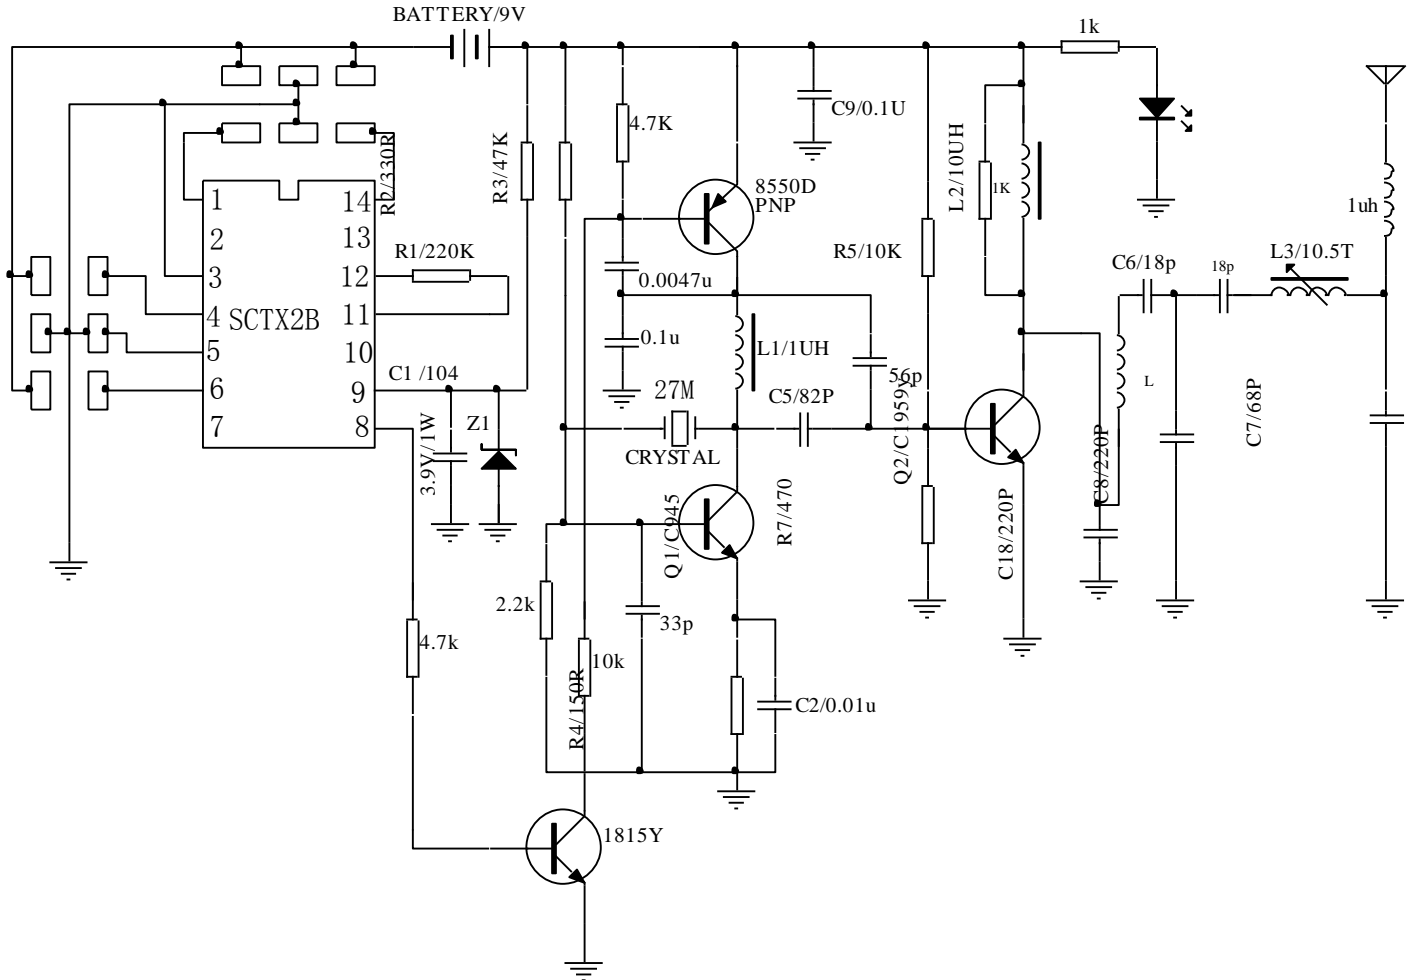 BATTERY/9V
1k
C9/0.1U
4.7K
R3/47K
R2/330R
L2/10UH
1K
8550D
PNP
1
14
2
13
3
12
4
11
5
10
6
9
7
8
SCTX2B
R1/220K
R5/10K
1uh
C6/18p
18p
L3/10.5T
0.0047u
0.1u
L1/1UH
C1 /104
27M
CRYSTAL
C5/82P
56p
L
C7/68P
Z1
3.9V/1W
Q2/C1959y
C8/220P
Q1/C945
R7/470
C18/220P
2.2k
33p
4.7k
10k
R4/150R
C2/0.01u
1815Y